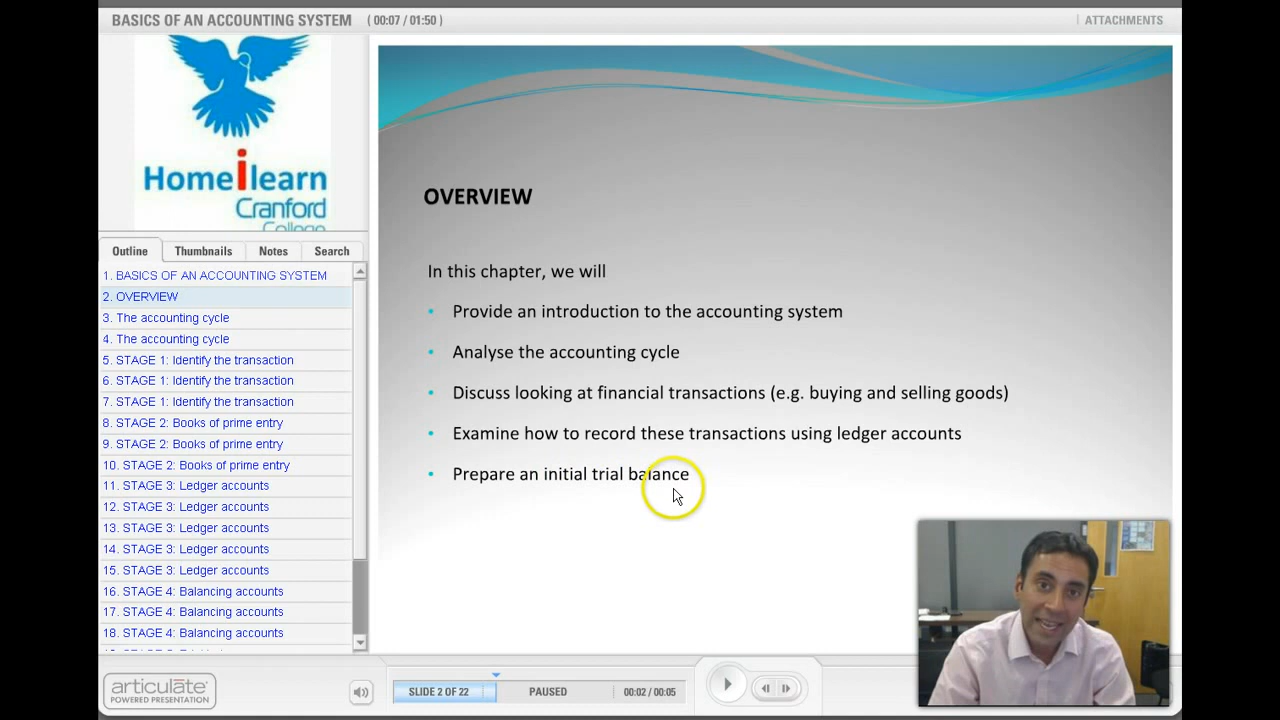 BASICS OF AN ACCOUNTING SYSTEM ( 00:07 / 01:50 ) ATTACHMENTS
Homeilearn
Cranford
College
Outline Thumbnails Notes Search
1. BASICS OF AN ACCOUNTING SYSTEM
2. OVERVIEW
3. The accounting cycle
4. The accounting cycle
5. STAGE 1: Identify the transaction
6. STAGE 1: Identify the transaction
7. STAGE 1: Identify the transaction
8. STAGE 2: Books of prime entry
9. STAGE 2: Books of prime entry
10. STAGE 2: Books of prime entry
11. STAGE 3: Ledger accounts
12. STAGE 3: Ledger accounts
13. STAGE 3: Ledger accounts
14. STAGE 3: Ledger accounts
15. STAGE 3: Ledger accounts
16. STAGE 4: Balancing accounts
17. STAGE 4: Balancing accounts
18. STAGE 4: Balancing accounts
OVERVIEW
In this chapter, we will
• Provide an introduction to the accounting system
• Analyse the accounting cycle
• Discuss looking at financial transactions (e.g. buying and selling goods)
• Examine how to record these transactions using ledger accounts
• Prepare an initial trial balance
articulate
POWERED PRESENTATION
SLIDE 2 OF 22 PAUSED 00:02 / 00:05